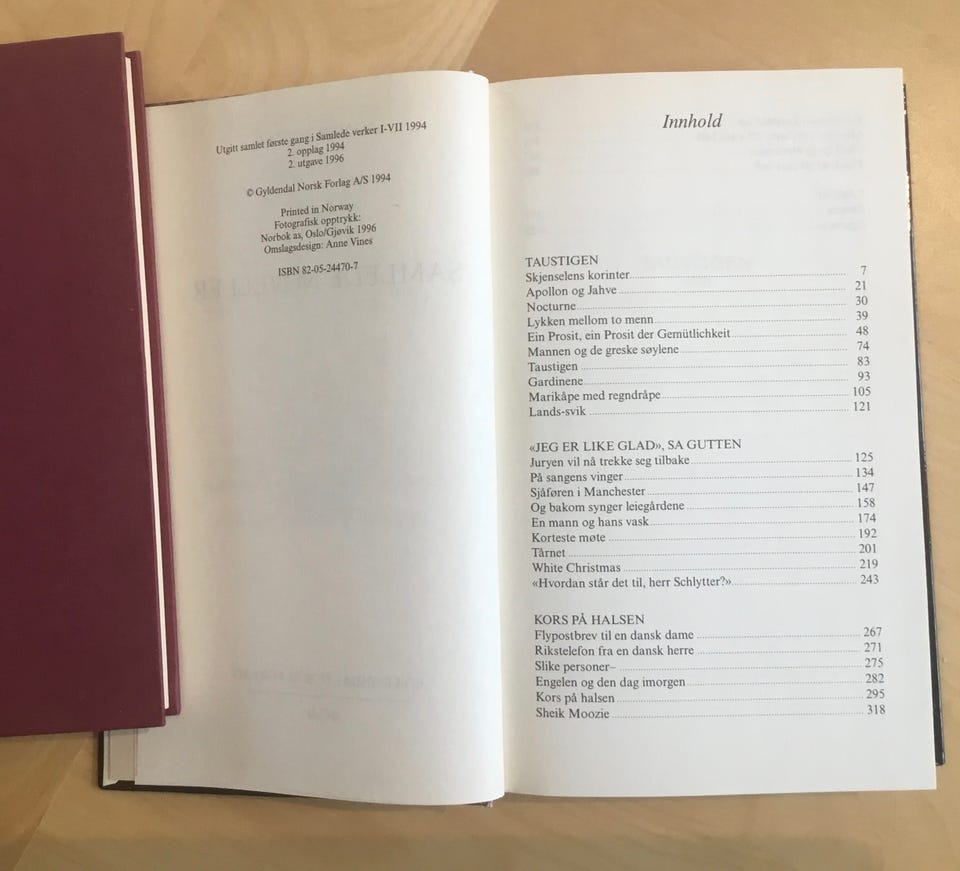 Utgitt samlet første gang i Samlede verker I-VII 1994
2. opplag 1994
2. utgave 1996
© Gyldendal Norsk Forlag A/S 1994
Printed in Norway
Fotografisk opptrykk:
Norbok as, Oslo/Gjøvik 1996
Omslagsdesign: Anne Vines
ISBN 82-05-24470-7
Innhold
TAUSTIGEN
Skjenselens korinter 7
Apollon og Jahve 21
Nocturne 30
Lykken mellom to menn 39
Ein Prosit, ein Prosit der Gemütlichkeit 48
Mannen og de greske søylene 74
Taustigen 83
Gardinene 93
Marikåpe med regndråpe 105
Lands-svik 121
«JEG ER LIKE GLAD», SA GUTTEN
Juryen vil nå trekke seg tilbake 125
På sangens vinger 134
Sjåføren i Manchester 147
Og bakom synger leiegårdene 158
En mann og hans vask 174
Korteste møte 192
Tårnet 201
White Christmas 219
«Hvordan står det til, herr Schlytter?» 243
KORS PÅ HALSEN
Flypostbrev til en dansk dame 267
Rikstelefon fra en dansk herre 271
Slike personer– 275
Engelen og den dag imorgen 282
Kors på halsen 295
Sheik Moozie 318